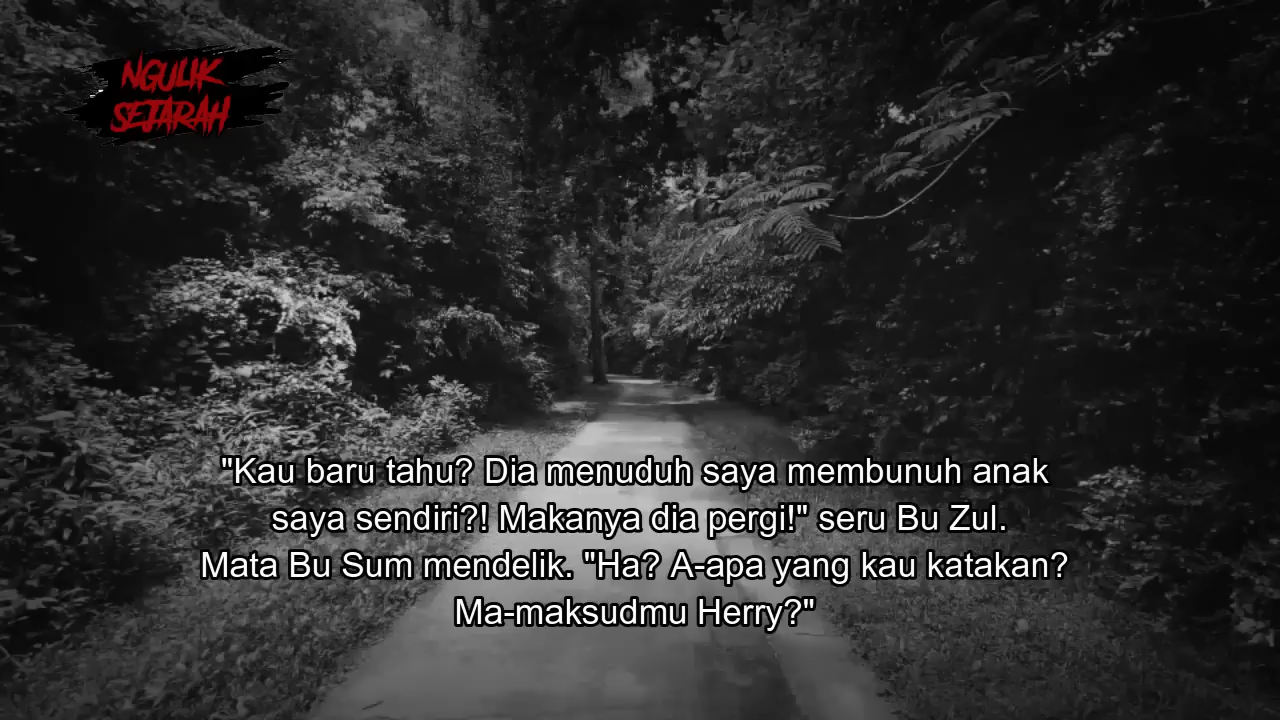 NGULIK
SEJARAH
"Kau baru tahu? Dia menuduh saya membunuh anak
saya sendiri?! Makanya dia pergi!" seru Bu Zul.
Mata Bu Sum mendelik. "Ha? A-apa yang kau katakan?
Ma-maksudmu Herry?"